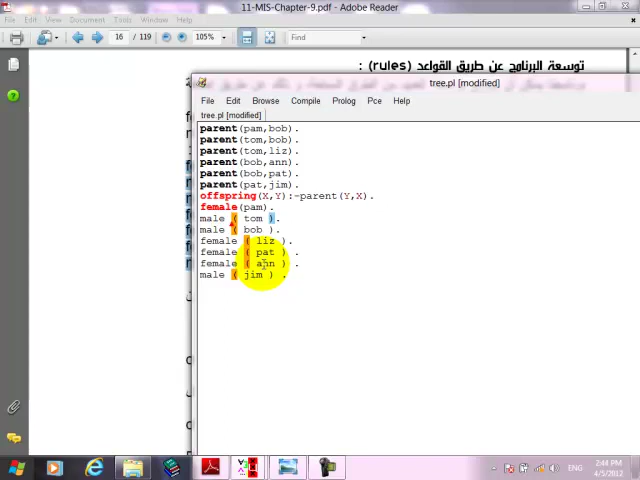 11-MIS-Chapter-9.pdf - Adobe Reader
File Edit View Document Tools Window Help
16 / 119 105% Find
توسعة البرنامج عن طريق القواعد (rules) :
tree.pl [modified]
File Edit Browse Compile Prolog Pce Help
tree.pl [modified]
parent(pam,bob).
parent(tom,bob).
parent(tom,liz).
parent(bob,ann).
parent(bob,pat).
parent(pat,jim).
offspring(X,Y):-parent(Y,X).
female(pam).
male ( tom ).
male ( bob ).
female ( liz ).
female ( pat ) .
female ( ann ) .
male ( jim ) .
ENG
2:44 PM
4/5/2012